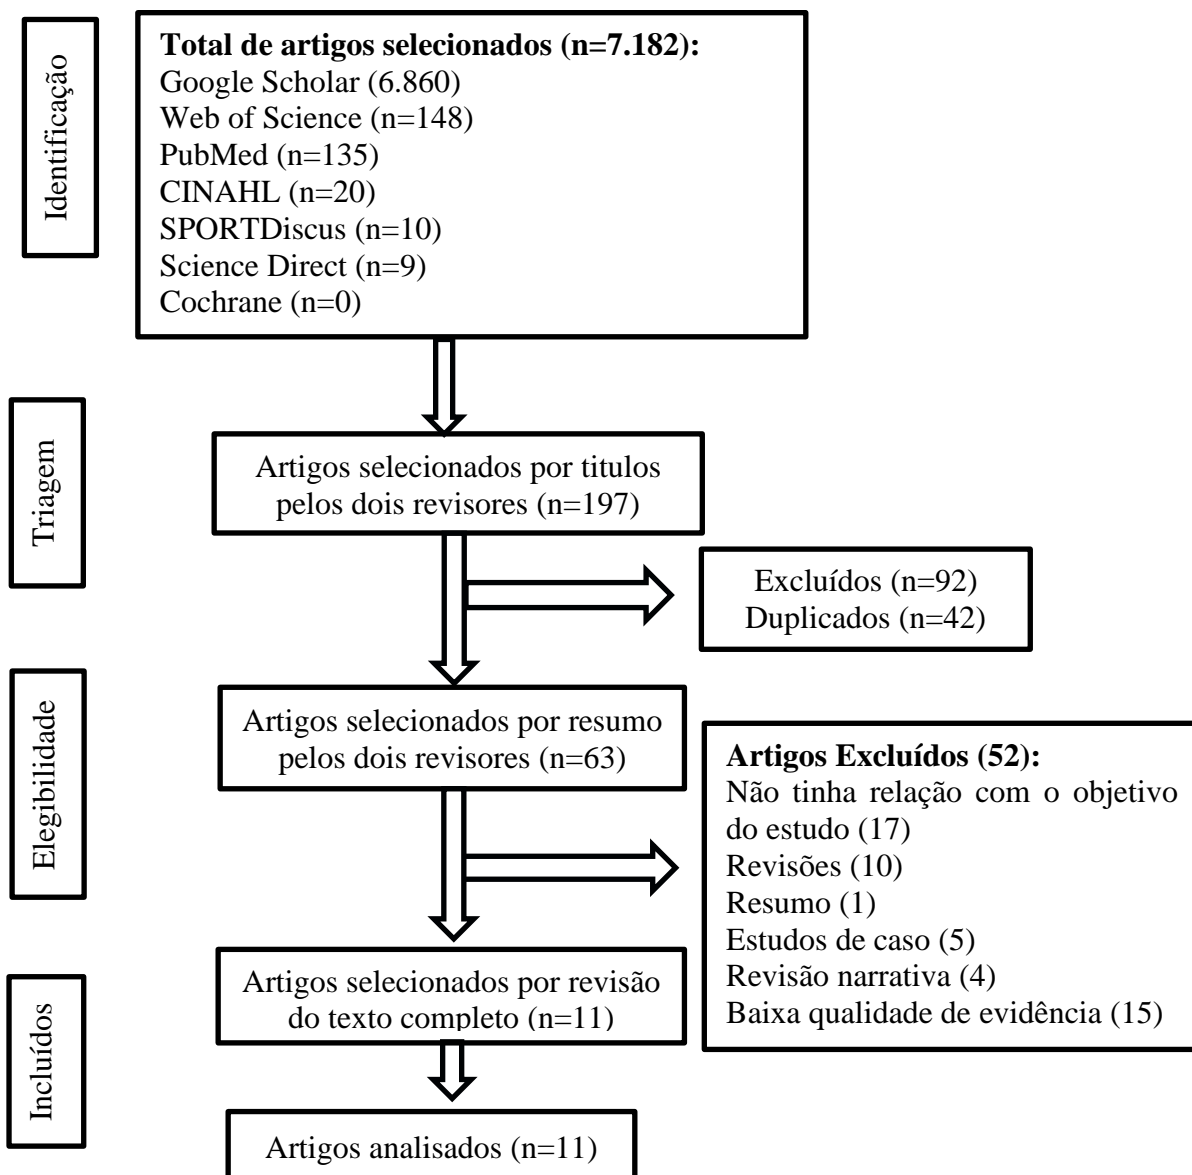 Identificação
Total de artigos selecionados (n=7.182):
Google Scholar (6.860)
Web of Science (n=148)
PubMed (n=135)
CINAHL (n=20)
SPORTDiscus (n=10)
Science Direct (n=9)
Cochrane (n=0)
Triagem
Artigos selecionados por titulos
pelos dois revisores (n=197)
Excluídos (n=92)
Duplicados (n=42)
Elegibilidade
Artigos selecionados por resumo
pelos dois revisores (n=63)
Artigos Excluídos (52):
Não tinha relação com o objetivo
do estudo (17)
Revisões (10)
Resumo (1)
Estudos de caso (5)
Revisão narrativa (4)
Baixa qualidade de evidência (15)
Incluídos
Artigos selecionados por revisão
do texto completo (n=11)
Artigos analisados (n=11)